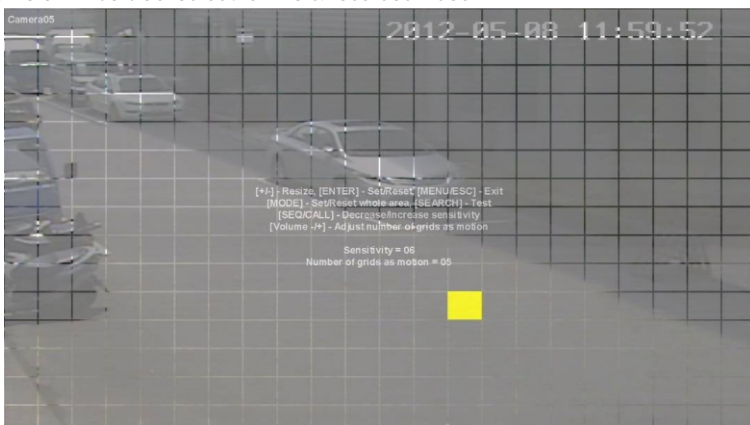 Camera05
2012-05-08 11:59:52
[+/-] - Resize, [ENTER] - Set/Reset, [MENU/ESC] - Exit
[MODE] - Set/Reset whole area, [SEARCH] - Test
[SEQ/CALL] - Decrease/Increase sensitivity
[Volume -/+] - Adjust number of grids as motion
Sensitivity = 06
Number of grids as motion = 05